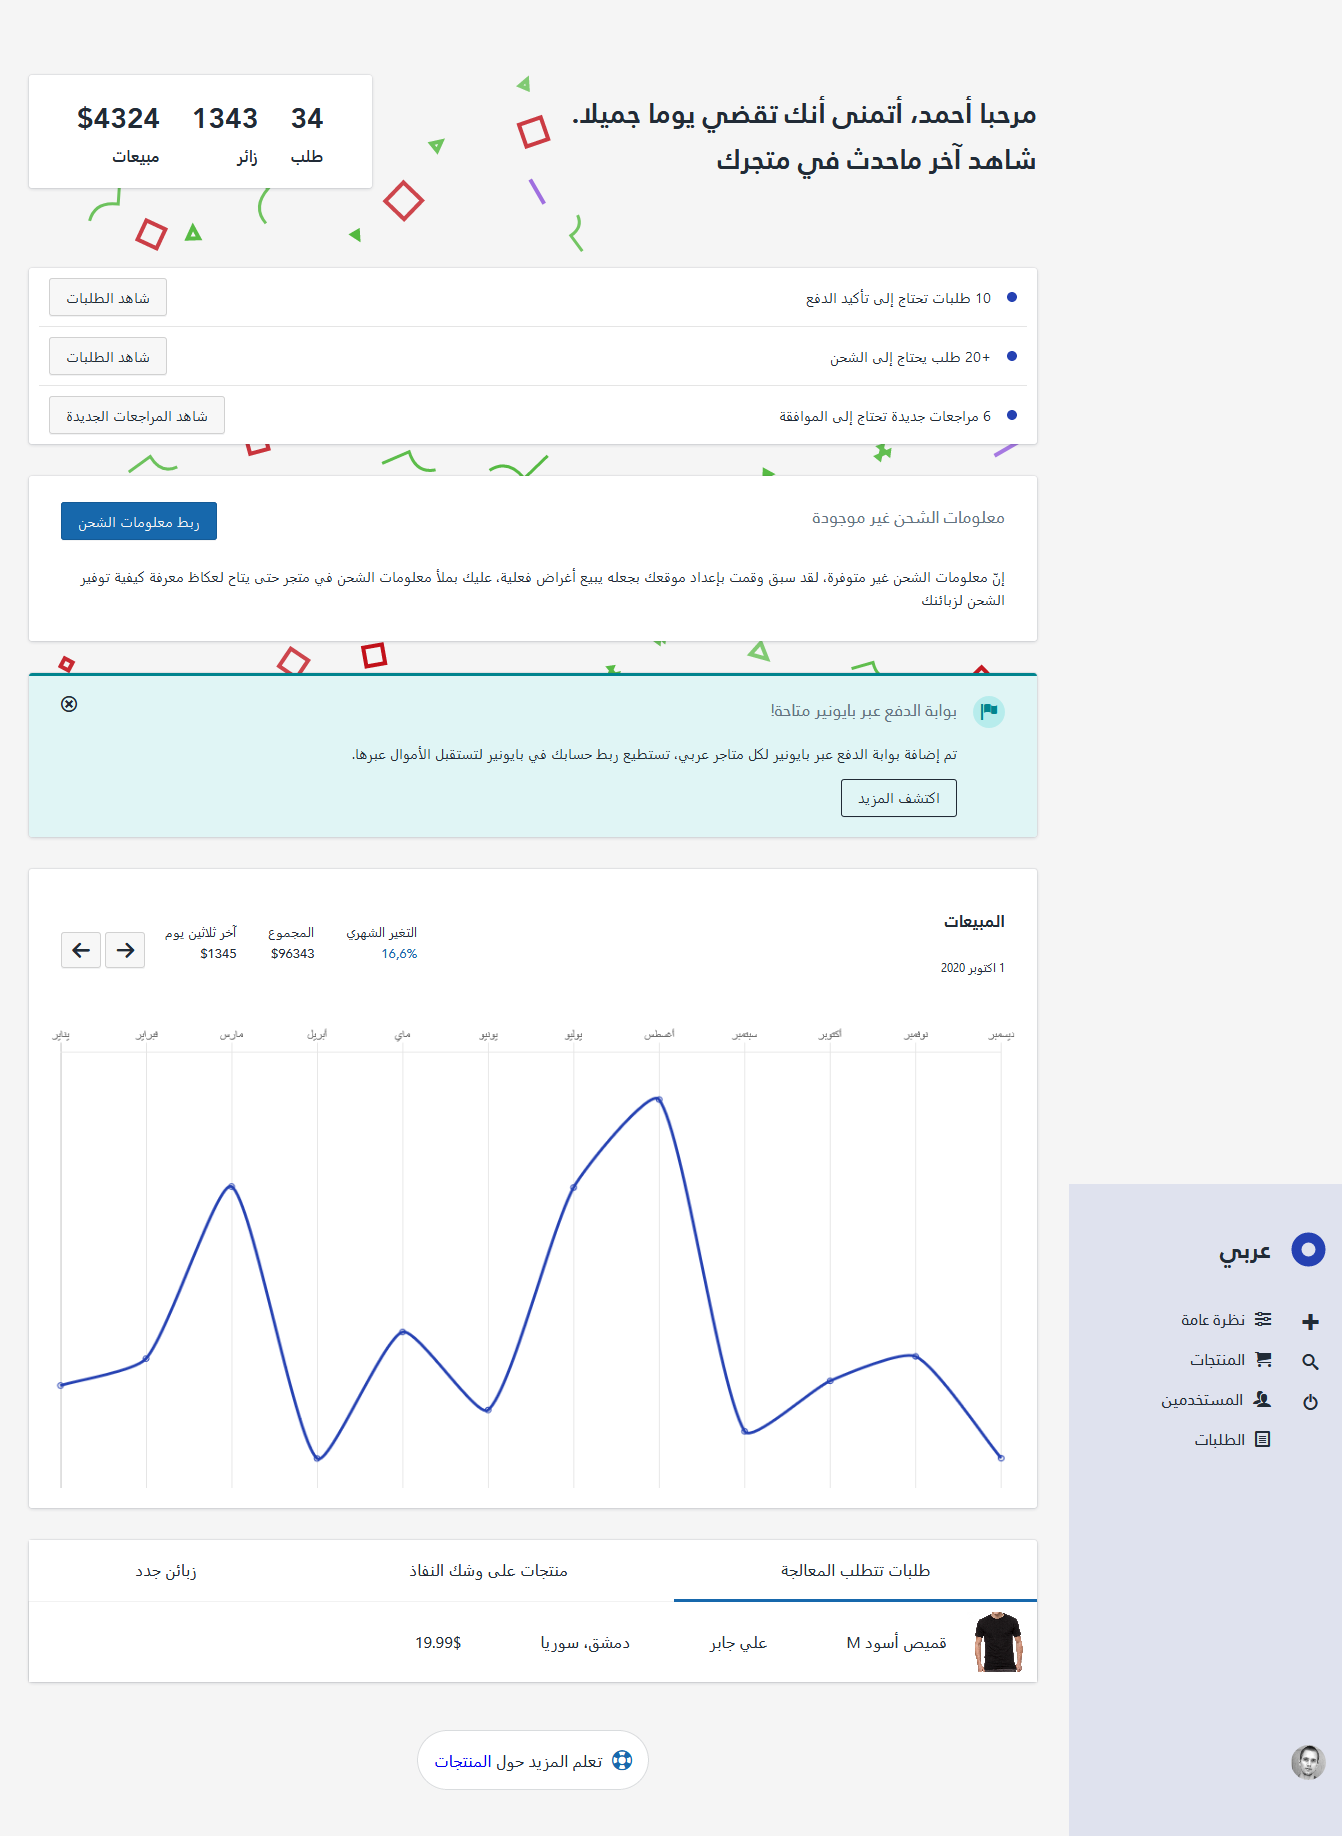 مرحبا أحمد، أتمنى أنك تقضي يوما جميلا.
شاهد آخر ماحدث في متجرك
34
طلب
1343
زائر
$4324
مبيعات
10 طلبات تحتاج إلى تأكيد الدفع
شاهد الطلبات
+20 طلب يحتاج إلى الشحن
شاهد الطلبات
6 مراجعات جديدة تحتاج إلى الموافقة
شاهد المراجعات الجديدة
معلومات الشحن غير موجودة
ربط معلومات الشحن
إنّ معلومات الشحن غير متوفرة، لقد سبق وقمت بإعداد موقعك بجعله يبيع أغراض فعلية، عليك بملأ معلومات الشحن في متجر حتى يتاح لعكاظ معرفة كيفية توفير
الشحن لزبائنك
بوابة الدفع عبر بايونير متاحة!
تم إضافة بوابة الدفع عبر بايونير لكل متاجر عربي، تستطيع ربط حسابك في بايونير لتستقبل الأموال عبرها.
اكتشف المزيد
المبيعات
1 اكتوبر 2020
التغير الشهري
16,6%
المجموع
$96343
آخر ثلاثين يوم
$1345
يناير فبراير مارس أبريل ماي يونيو يوليو أغسطس سبتمبر أكتوبر نوفمبر ديسمبر
عربي
نظرة عامة
المنتجات
المستخدمين
الطلبات
طلبات تتطلب المعالجة
منتجات على وشك النفاذ
زبائن جدد
قميص أسود M
علي جابر
دمشق، سوريا
19.99$
تعلم المزيد حول المنتجات